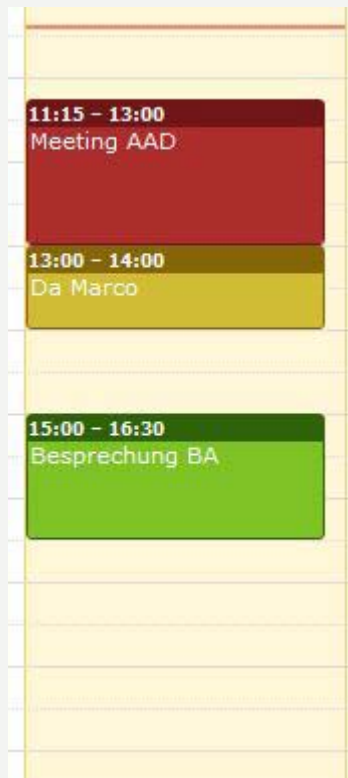 11:15 – 13:00
Meeting AAD
13:00 – 14:00
Da Marco
15:00 – 16:30
Besprechung BA